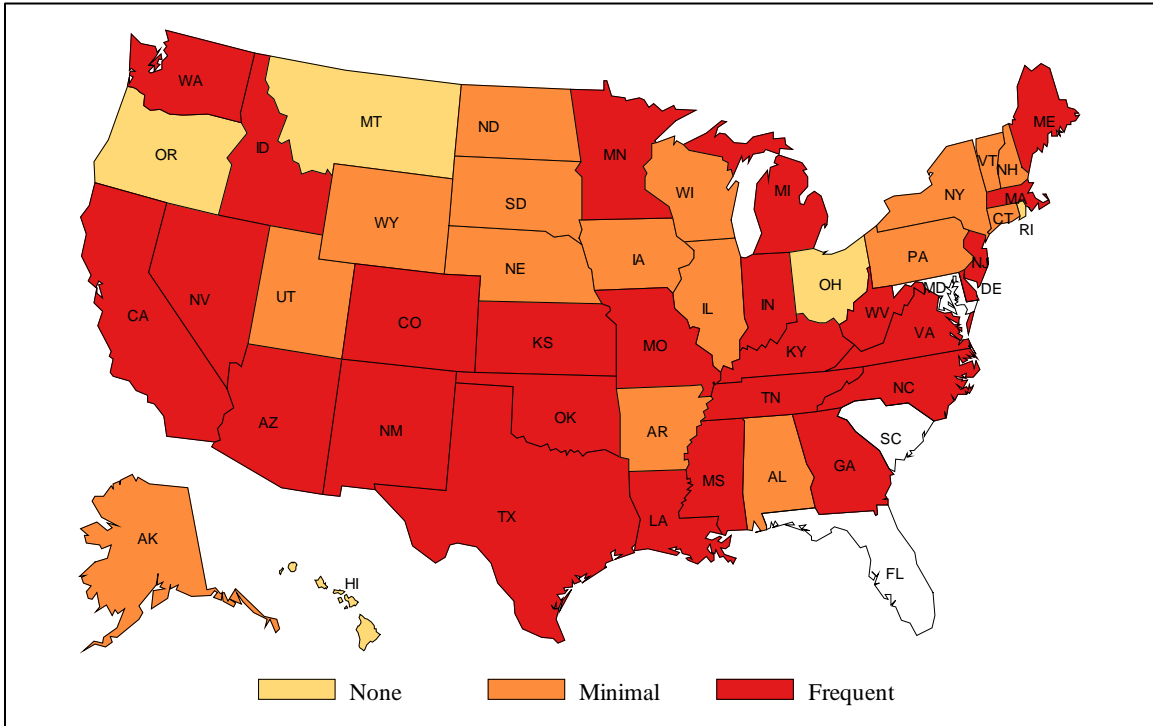 ME
WA
MT
ND
MN
VT
NH
OR
ID
WI
MI
NY
MA
SD
WY
CT
RI
IA
PA
NE
NV
UT
IL
IN
OH
NJ
MD
DE
CA
CO
WV
VA
KS
MO
KY
NC
TN
AZ
NM
OK
AR
SC
GA
MS
AL
TX
LA
AK
FL
HI
None
Minimal
Frequent